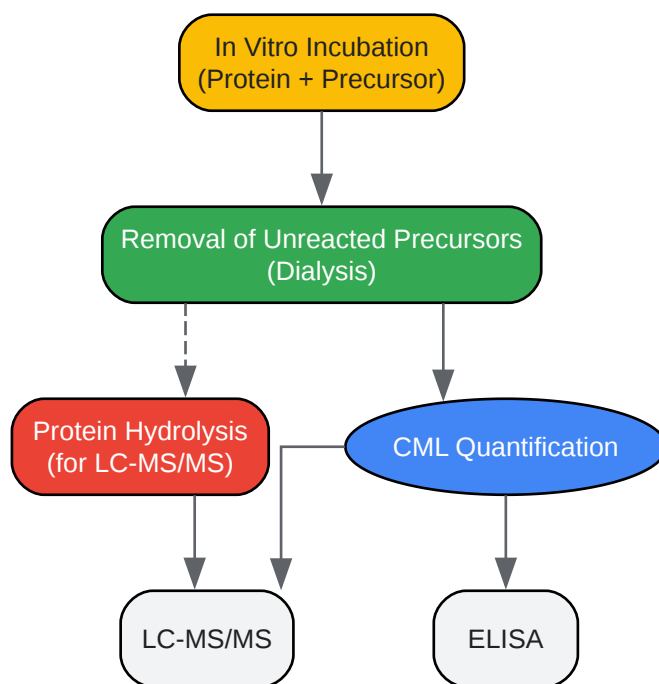 In Vitro Incubation
(Protein + Precursor)
Removal of Unreacted Precursors
(Dialysis)
Protein Hydrolysis
(for LC-MS/MS)
CML Quantification
LC-MS/MS
ELISA